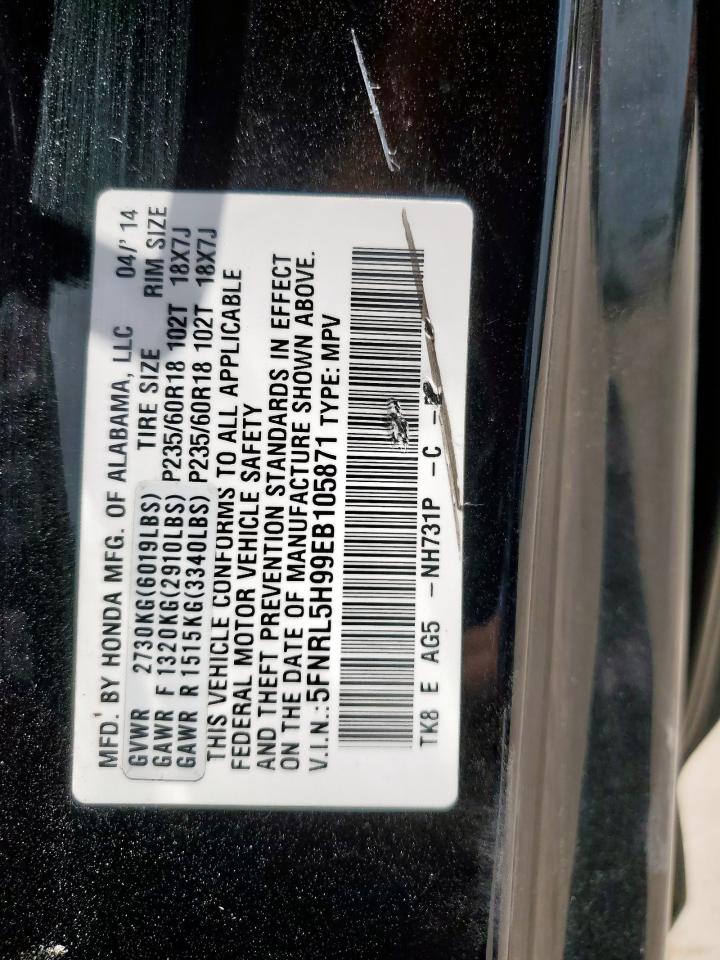 MFD.' BY HONDA MFG. OF ALABAMA, LLC 04/' 14
GVWR 2730KG(6019LBS) TIRE SIZE RIM SIZE
GAWR F 1320KG(2910LBS) P235/60R18 102T 18X7J
GAWR R 1515KG(3340LBS) P235/60R18 102T 18X7J
THIS VEHICLE CONFORMS TO ALL APPLICABLE
FEDERAL MOTOR VEHICLE SAFETY
AND THEFT PREVENTION STANDARDS IN EFFECT
ON THE DATE OF MANUFACTURE SHOWN ABOVE.
V.I.N.:5FNRL5H99EB105871 TYPE: MPV
TK8 E AG5 -NH731P -C -